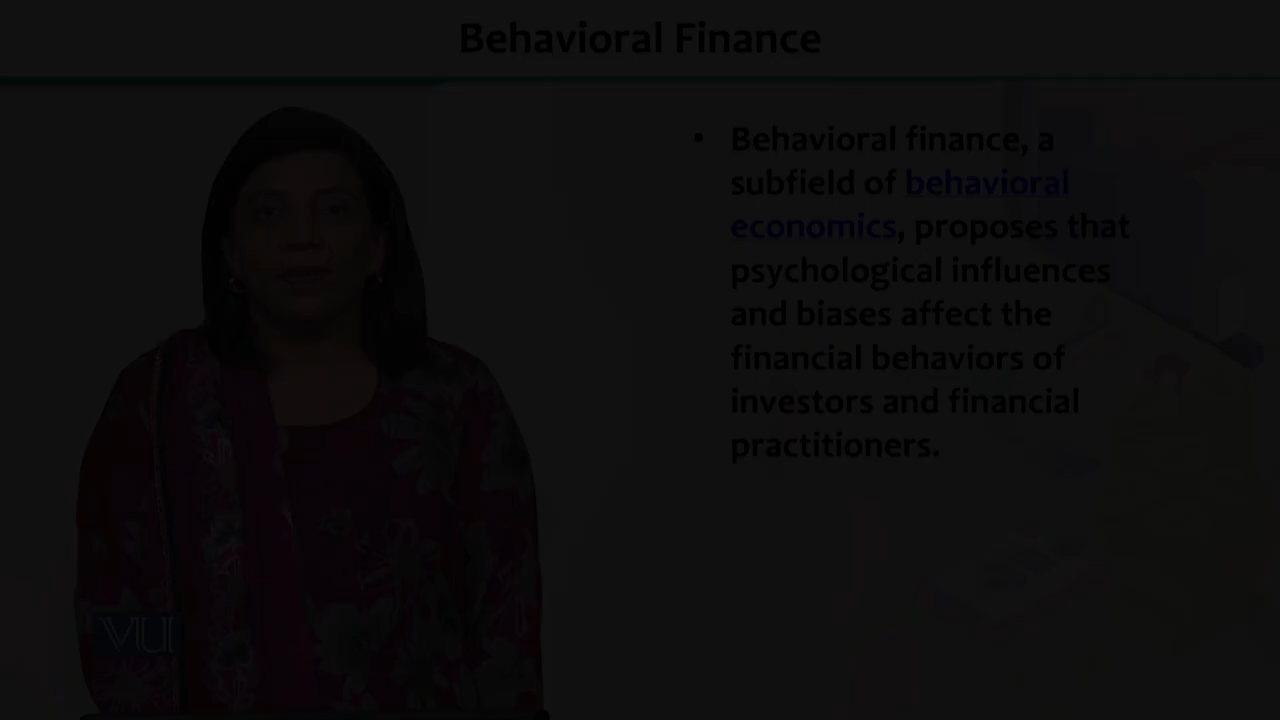 Behavioral Finance
• Behavioral finance, a
subfield of behavioral
economics, proposes that
psychological influences
and biases affect the
financial behaviors of
investors and financial
practitioners.
VU